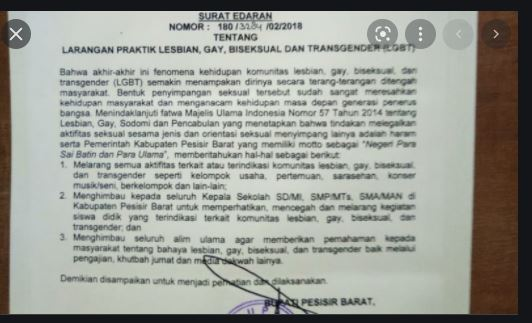 SURAT EDARAN
NOMOR : 180 /3284 /02/2018
TENTANG
LARANGAN PRAKTIK LESBIAN, GAY, BISEKSUAL DAN TRANSGENDER (LGBT)
Bahwa akhir-akhir ini fenomena kehidupan komunitas lesbian, gay, biseksual, dan
transgender (LGBT) semakin menampakan dirinya secara terang-terangan ditengah
masyarakat. Bentuk penyimpangan seksual tersebut sudah sangat meresahkan
kehidupan masyarakat dan menganacam kehidupan masa depan generasi penerus
bangsa. Menindaklanjuti fatwa Majelis Ulama Indonesia Nomor 57 Tahun 2014 tentang
Lesbian, Gay, Sodomi dan Pencabulan yang menetapkan bahwa tindakan melegalkan
aktifitas seksual sesama jenis dan orientasi seksual menyimpang lainya adalah haram
serta Pemerintah Kabupaten Pesisir Barat yang memiliki motto sebagai "Negeri Para
Sai Batin dan Para Ulama", memberitahukan hal-hal sebagai berikut:
1. Melarang semua aktifitas terkait atau terindikasi komunitas lesbian, gay, biseksual,
dan transgender seperti kelompok usaha, pertemuan, sarasehan, konser
musik/seni, berkelompok dan lain-lain;
2. Menghimbau kepada seluruh Kepala Sekolah SD/MI, SMP/MTs, SMA/MAN di
Kabupaten Pesisir Barat untuk memperhatikan, mencegah dan melarang kegiatan
siswa didik yang terindikasi terkait komunitas lesbian, gay, biseksual, dan
transgender; dan
3. Menghimbau seluruh alim ulama agar memberikan pemahaman kepada
masyarakat tentang bahaya lesbian, gay, biseksual, dan transgender baik melalui
pengajian, khutbah jumat dan media dakwah lainya.
Demikian disampaikan untuk menjadi perhatian dan dilaksanakan.
BUPATI PESISIR BARAT,